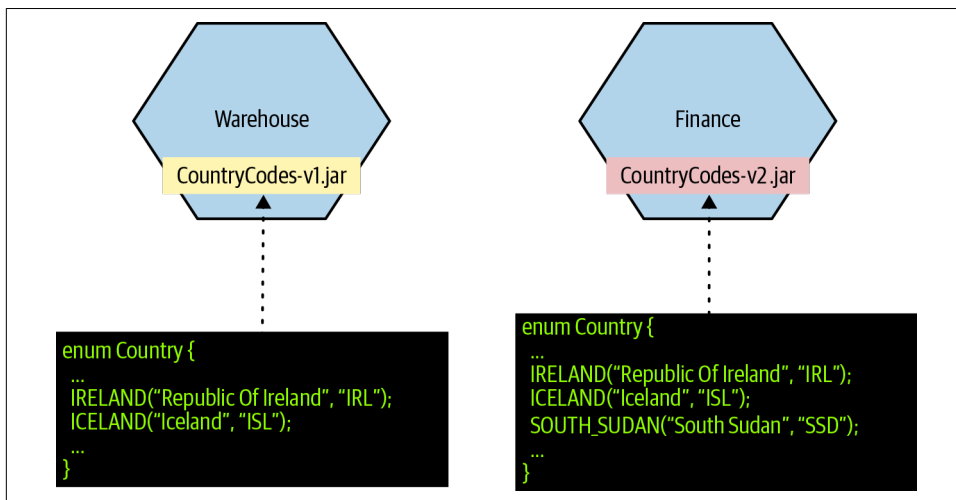 Warehouse
CountryCodes-v1.jar
enum Country {
...
IRELAND(“Republic Of Ireland”, “IRL”);
ICELAND(“Iceland”, “ISL”);
...
}
Finance
CountryCodes-v2.jar
enum Country {
...
IRELAND(“Republic Of Ireland”, “IRL”);
ICELAND(“Iceland”, “ISL”);
SOUTH_SUDAN(“South Sudan”, “SSD”);
...
}